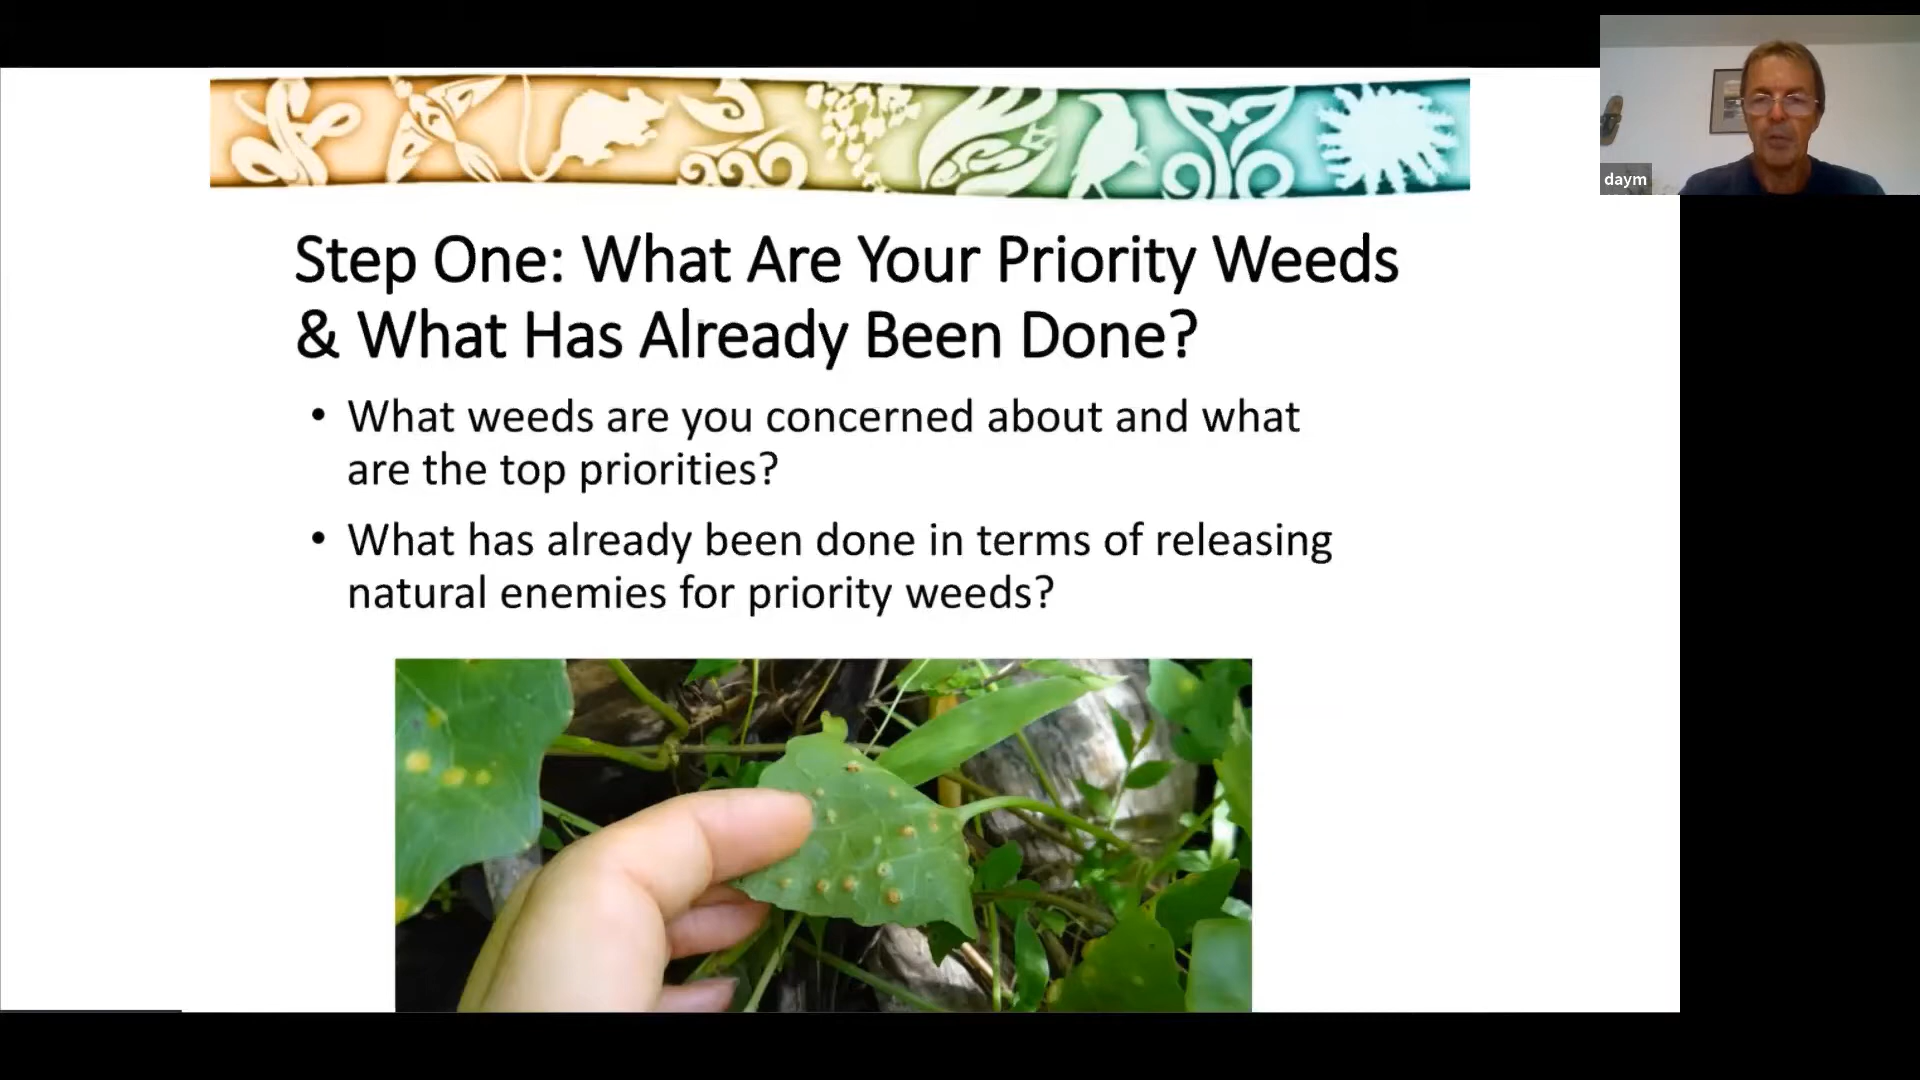 daym
Step One: What Are Your Priority Weeds
& What Has Already Been Done?
• What weeds are you concerned about and what
are the top priorities?
• What has already been done in terms of releasing
natural enemies for priority weeds?